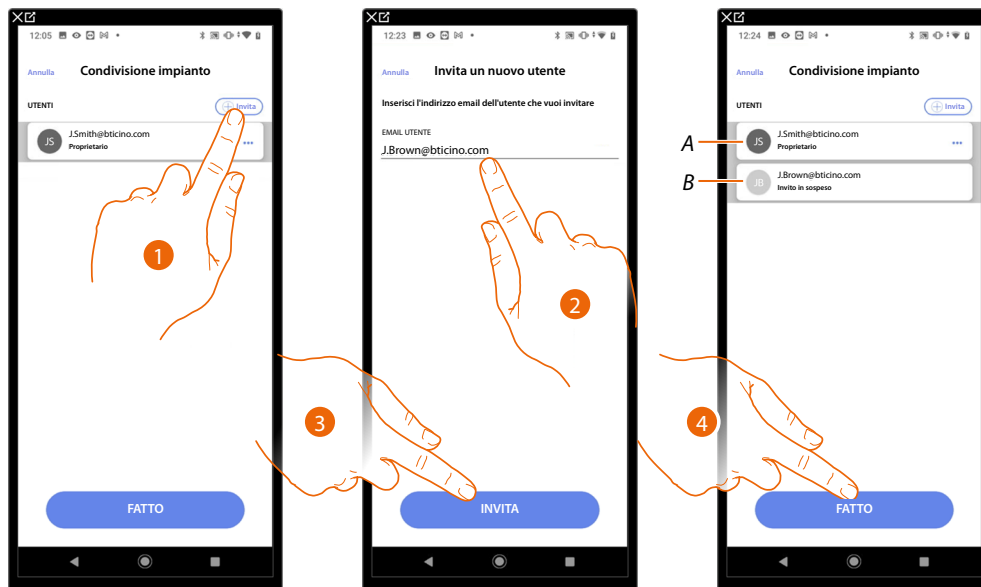 12:05
Annulla
Condivisione impianto
UTENTI
Invita
JS
J.Smith@bticino.com
Proprietario
1
FATTO
12:23
Annulla
Invita un nuovo utente
Inserisci l'indirizzo email dell'utente che vuoi invitare
EMAIL UTENTE
J.Brown@bticino.com
2
3
INVITA
12:24
Annulla
Condivisione impianto
UTENTI
Invita
A
JS
J.Smith@bticino.com
Proprietario
B
JB
J.Brown@bticino.com
Invito in sospeso
4
FATTO